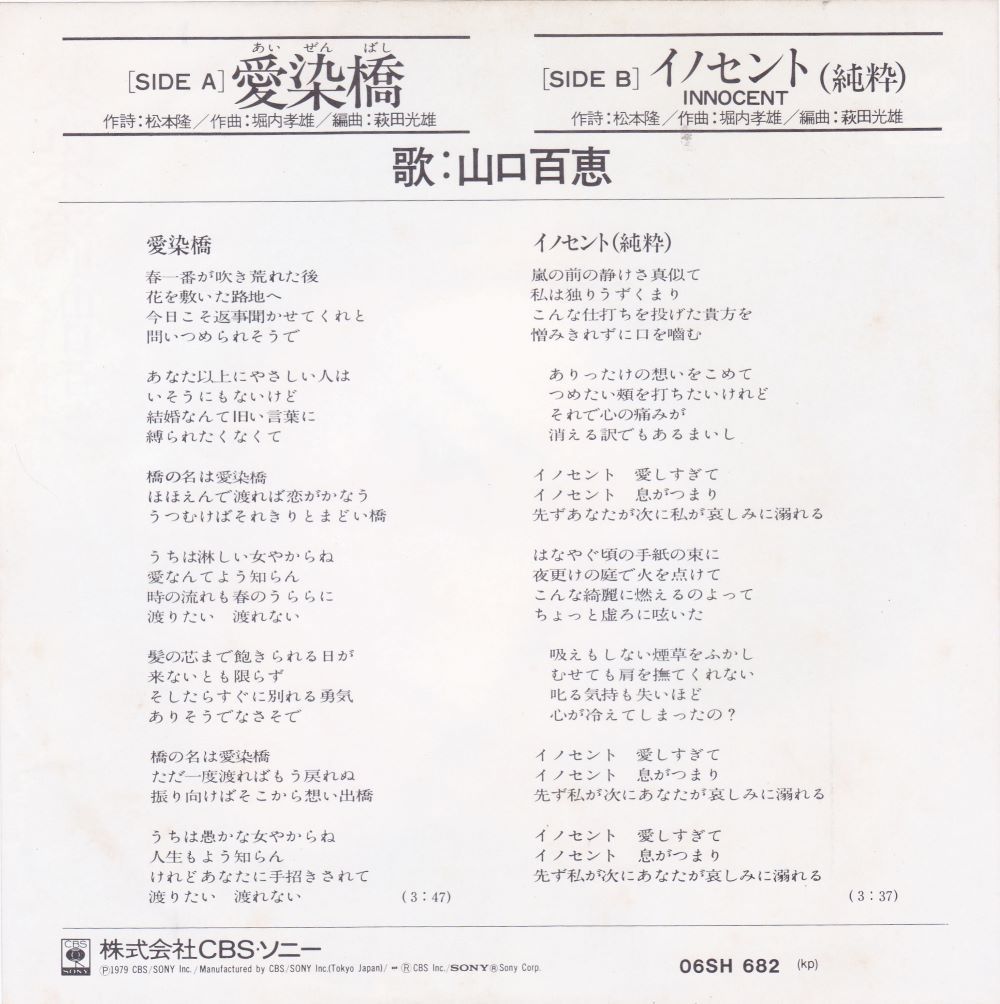 [SIDE A] 愛染橋
あい ぜん ばし
作詩：松本隆／作曲：堀内孝雄／編曲：萩田光雄
[SIDE B] イノセント（純粋）
INNOCENT
作詩：松本隆／作曲：堀内孝雄／編曲：萩田光雄
歌：山口百恵
愛染橋
春一番が吹き荒れた後
花を敷いた路地へ
今日こそ返事聞かせてくれと
問いつめられそうで
あなた以上にやさしい人は
いそうにもないけど
結婚なんて旧い言葉に
縛られたくなくて
橋の名は愛染橋
ほほえんで渡れば恋がかなう
うつむけばそれきりとまどい橋
うちは淋しい女やからね
愛なんてよう知らん
時の流れも春のうららに
渡りたい　渡れない
髪の芯まで飽きられる日が
来ないとも限らず
そしたらすぐに別れる勇気
ありそうでなさそで
橋の名は愛染橋
ただ一度渡ればもう戻れぬ
振り向けばそこから想い出橋
うちは愚かな女やからね
人生もよう知らん
けれどあなたに手招きされて
渡りたい　渡れない
(3：47)
イノセント（純粋）
嵐の前の静けさ真似て
私は独りうずくまり
こんな仕打ちを投げた貴方を
憎みきれずに口を嚙む
ありったけの想いをこめて
つめたい頰を打ちたいけれど
それで心の痛みが
消える訳でもあるまいし
イノセント　愛しすぎて
イノセント　息がつまり
先ずあなたが次に私が哀しみに溺れる
はなやぐ頃の手紙の束に
夜更けの庭で火を点けて
こんな綺麗に燃えるのよって
ちょっと虚ろに呟いた
吸えもしない煙草をふかし
むせても肩を撫てくれない
叱る気持も失いほど
心が冷えてしまったの？
イノセント　愛しすぎて
イノセント　息がつまり
先ず私が次にあなたが哀しみに溺れる
イノセント　愛しすぎて
イノセント　息がつまり
先ず私が次にあなたが哀しみに溺れる
(3：37)
CBS
SONY
株式会社CBS・ソニー
Ⓟ1979 CBS/SONY Inc./Manufactured by CBS/SONY Inc.(Tokyo Japan)/ Ⓡ CBS Inc./SONY Ⓡ Sony Corp.
06SH 682 (kp)